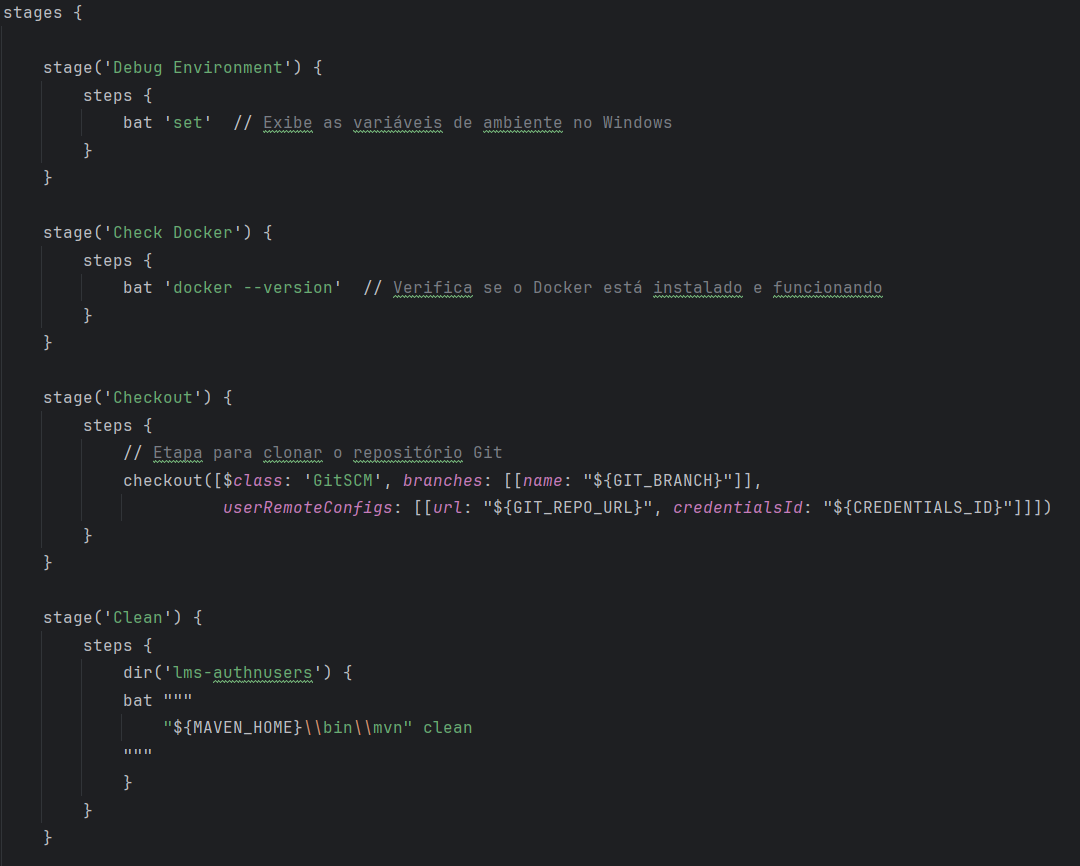 stages {
stage('Debug Environment') {
steps {
bat 'set'  // Exibe as variáveis de ambiente no Windows
}
}
stage('Check Docker') {
steps {
bat 'docker --version'  // Verifica se o Docker está instalado e funcionando
}
}
stage('Checkout') {
steps {
// Etapa para clonar o repositório Git
checkout([$class: 'GitSCM', branches: [[name: "${GIT_BRANCH}"]],
userRemoteConfigs: [[url: "${GIT_REPO_URL}", credentialsId: "${CREDENTIALS_ID}"]]])
}
}
stage('Clean') {
steps {
dir('lms-authnusers') {
bat """
"${MAVEN_HOME}\\bin\\mvn" clean
"""
}
}
}